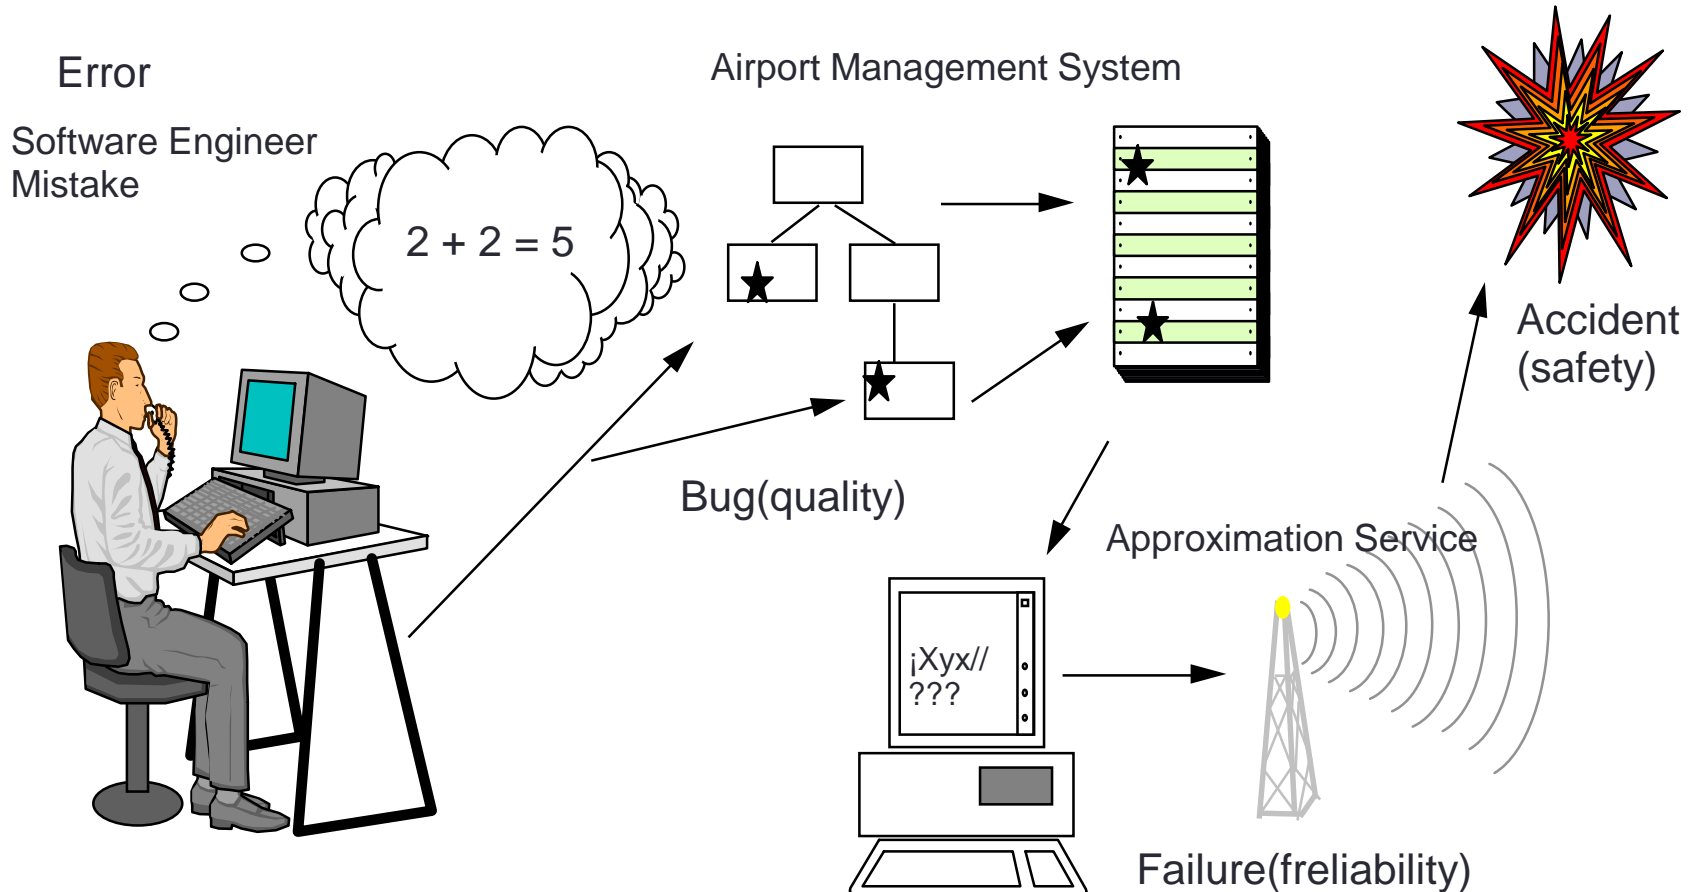 Error
Software Engineer
Mistake
2 + 2 = 5
Airport Management System
Bug(quality)
Accident
(safety)
Approximation Service
¡Xyx//
???
Failure(freliability)